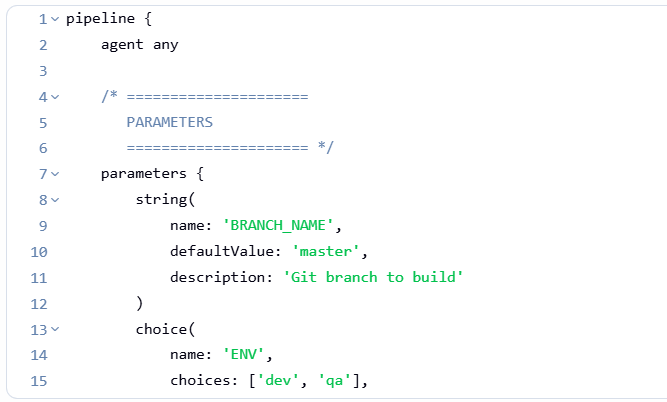 1 pipeline {
2     agent any
3
4     /* =====================
5        PARAMETERS
6        ===================== */
7     parameters {
8         string(
9             name: 'BRANCH_NAME',
10             defaultValue: 'master',
11             description: 'Git branch to build'
12         )
13         choice(
14             name: 'ENV',
15             choices: ['dev', 'qa'],